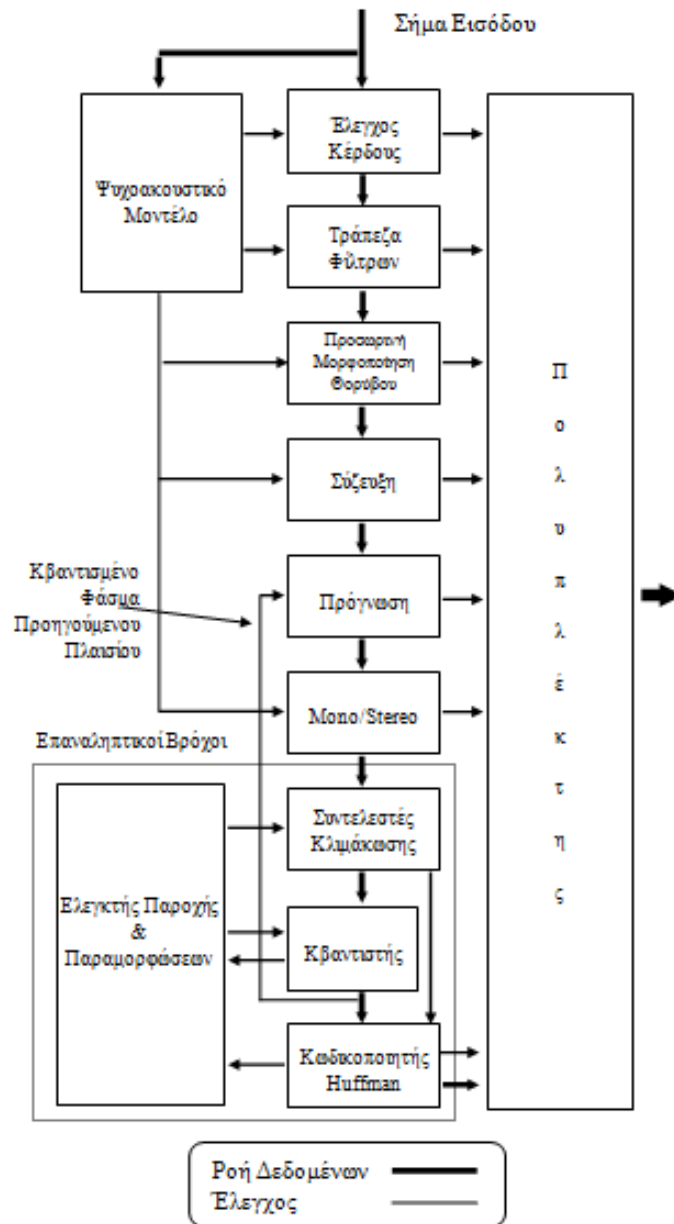 Σήμα Εισόδου
Ψυχοακουστικό
Μοντέλο
Έλεγχος
Κέρδους
Τράπεζα
Φίλτρων
Προσωρινή
Μορφοποίηση
Θορύβου
Σύζευξη
Κβαντισμένο
Φάσμα
Προηγούμενου
Πλαισίου
Πρόγνωση
Mono/Stereo
Επαναληπτικοί Βρόχοι
Συντελεστές
Κλιμάκωσης
Ελεγκτής Παροχής
&
Παραμορφώσεων
Κβαντιστής
Κωδικοποητής
Huffman
Π
ο
λ
υ
π
λ
έ
κ
τ
η
ς
Ροή Δεδομένων
Έλεγχος